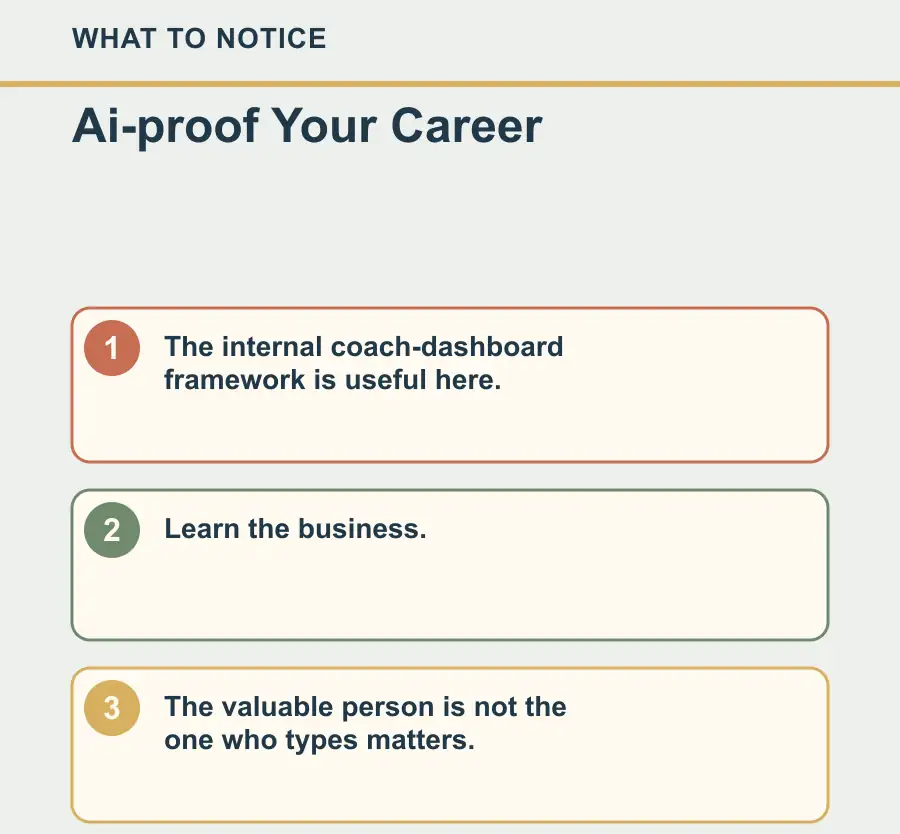 WHAT TO NOTICE
Ai-proof Your Career
1
The internal coach-dashboard
framework is useful here.
2
Learn the business.
3
The valuable person is not the
one who types matters.